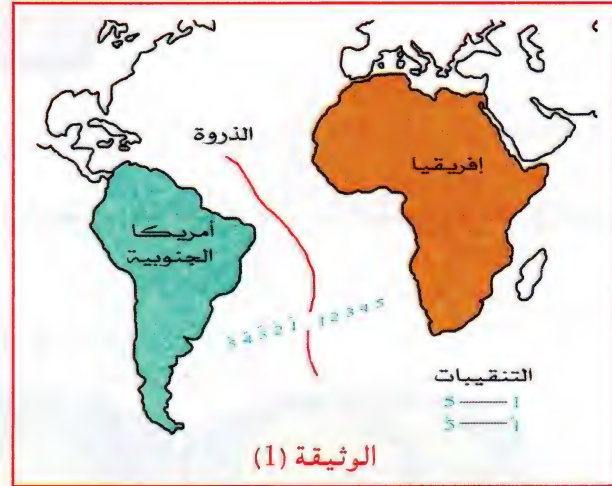 الذروة
إفريقيا
أمريكا
الجنوبية
5́ 4́ 3́ 2́ 1́ 1 2 3 4 5
التنقيبات
5 —— 1
5́ —— 1́
الوثيقة (1)